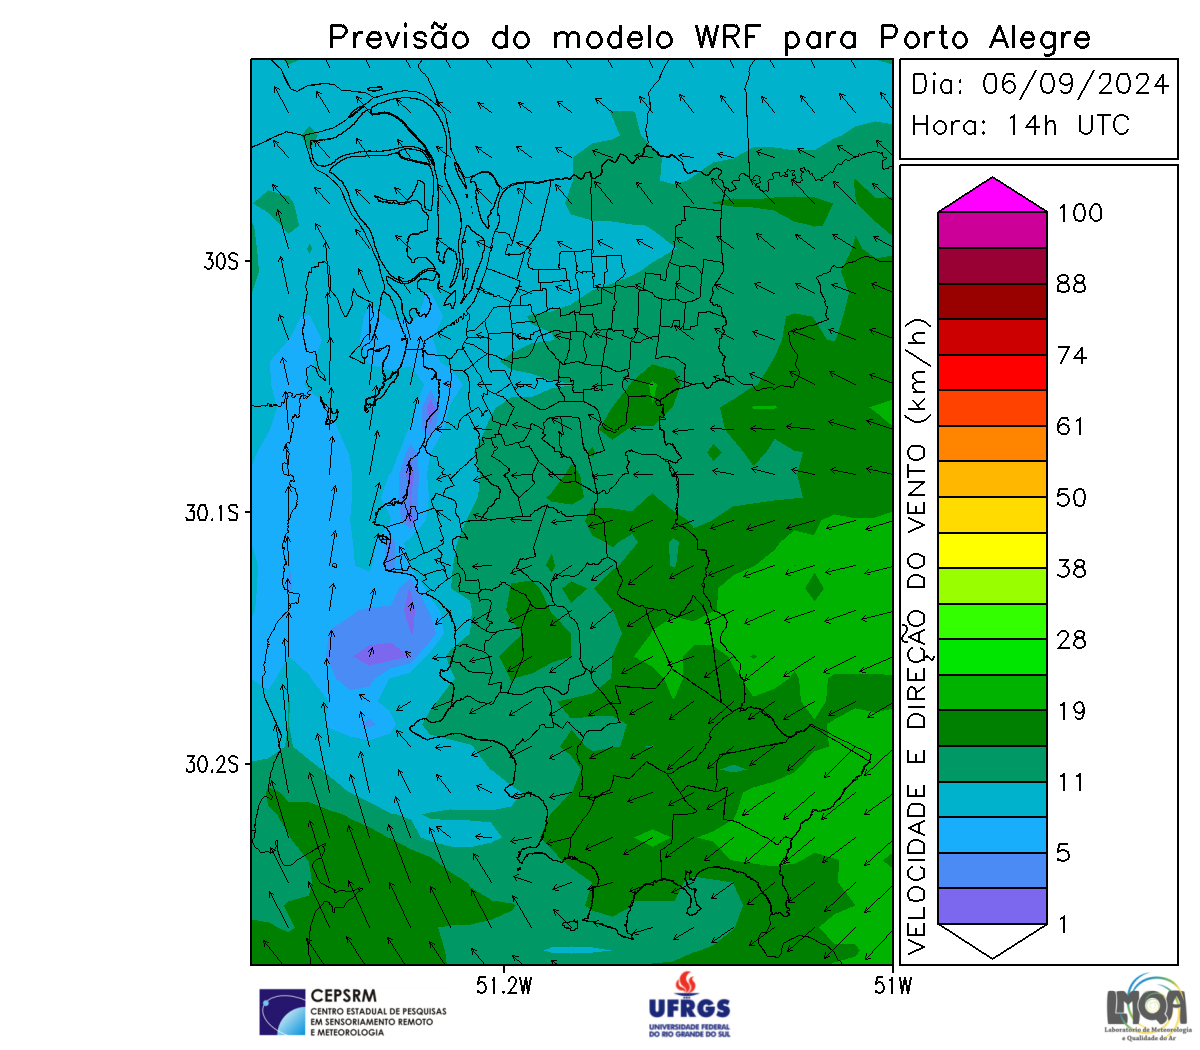 Previsão do modelo WRF para Porto Alegre
Dia: 06/09/2024
Hora: 14h UTC
30S
30.1S
30.2S
51.2W
51W
VELOCIDADE E DIREÇÃO DO VENTO (km/h)
100
88
74
61
50
38
28
19
11
5
1
CEPSRM
CENTRO ESTADUAL DE PESQUISAS
EM SENSORIAMENTO REMOTO
E METEOROLOGIA
UFRGS
UNIVERSIDADE FEDERAL
DO RIO GRANDE DO SUL
LMQA
Laboratório de Meteorologia
e Qualidade do Ar